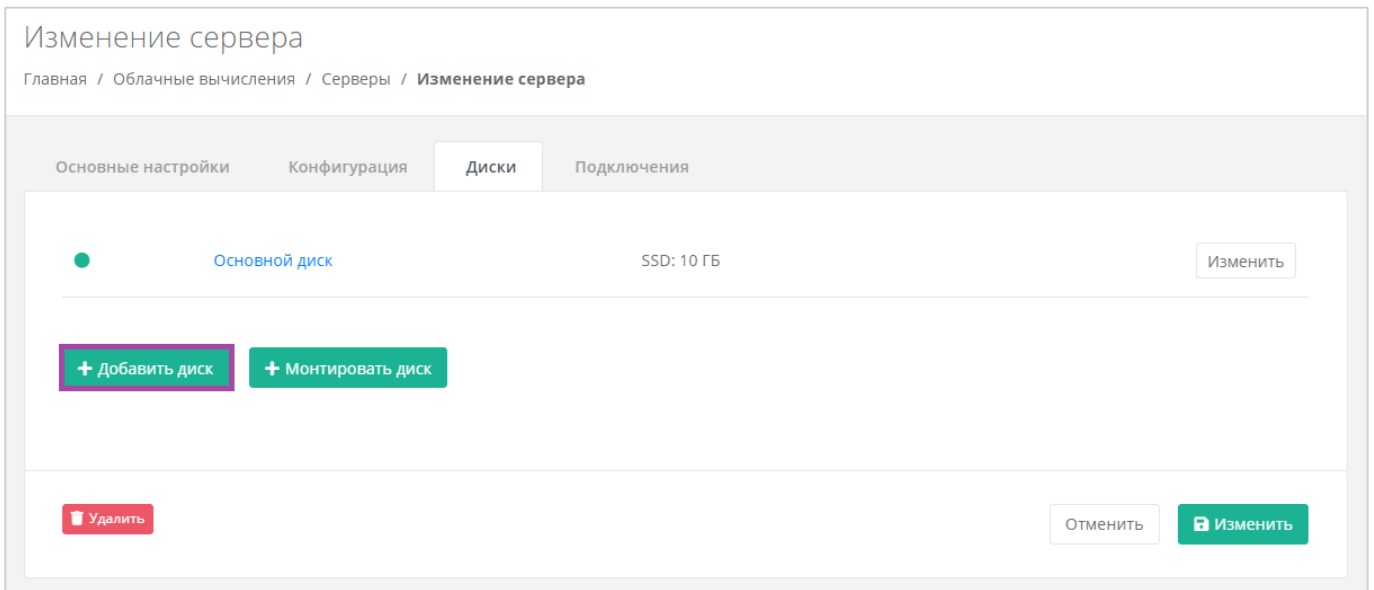 Изменение сервера
Главная / Облачные вычисления / Серверы / Изменение сервера
Основные настройки Конфигурация Диски Подключения
Основной диск SSD: 10 ГБ Изменить
+ Добавить диск + Монтировать диск
Удалить Отменить Изменить